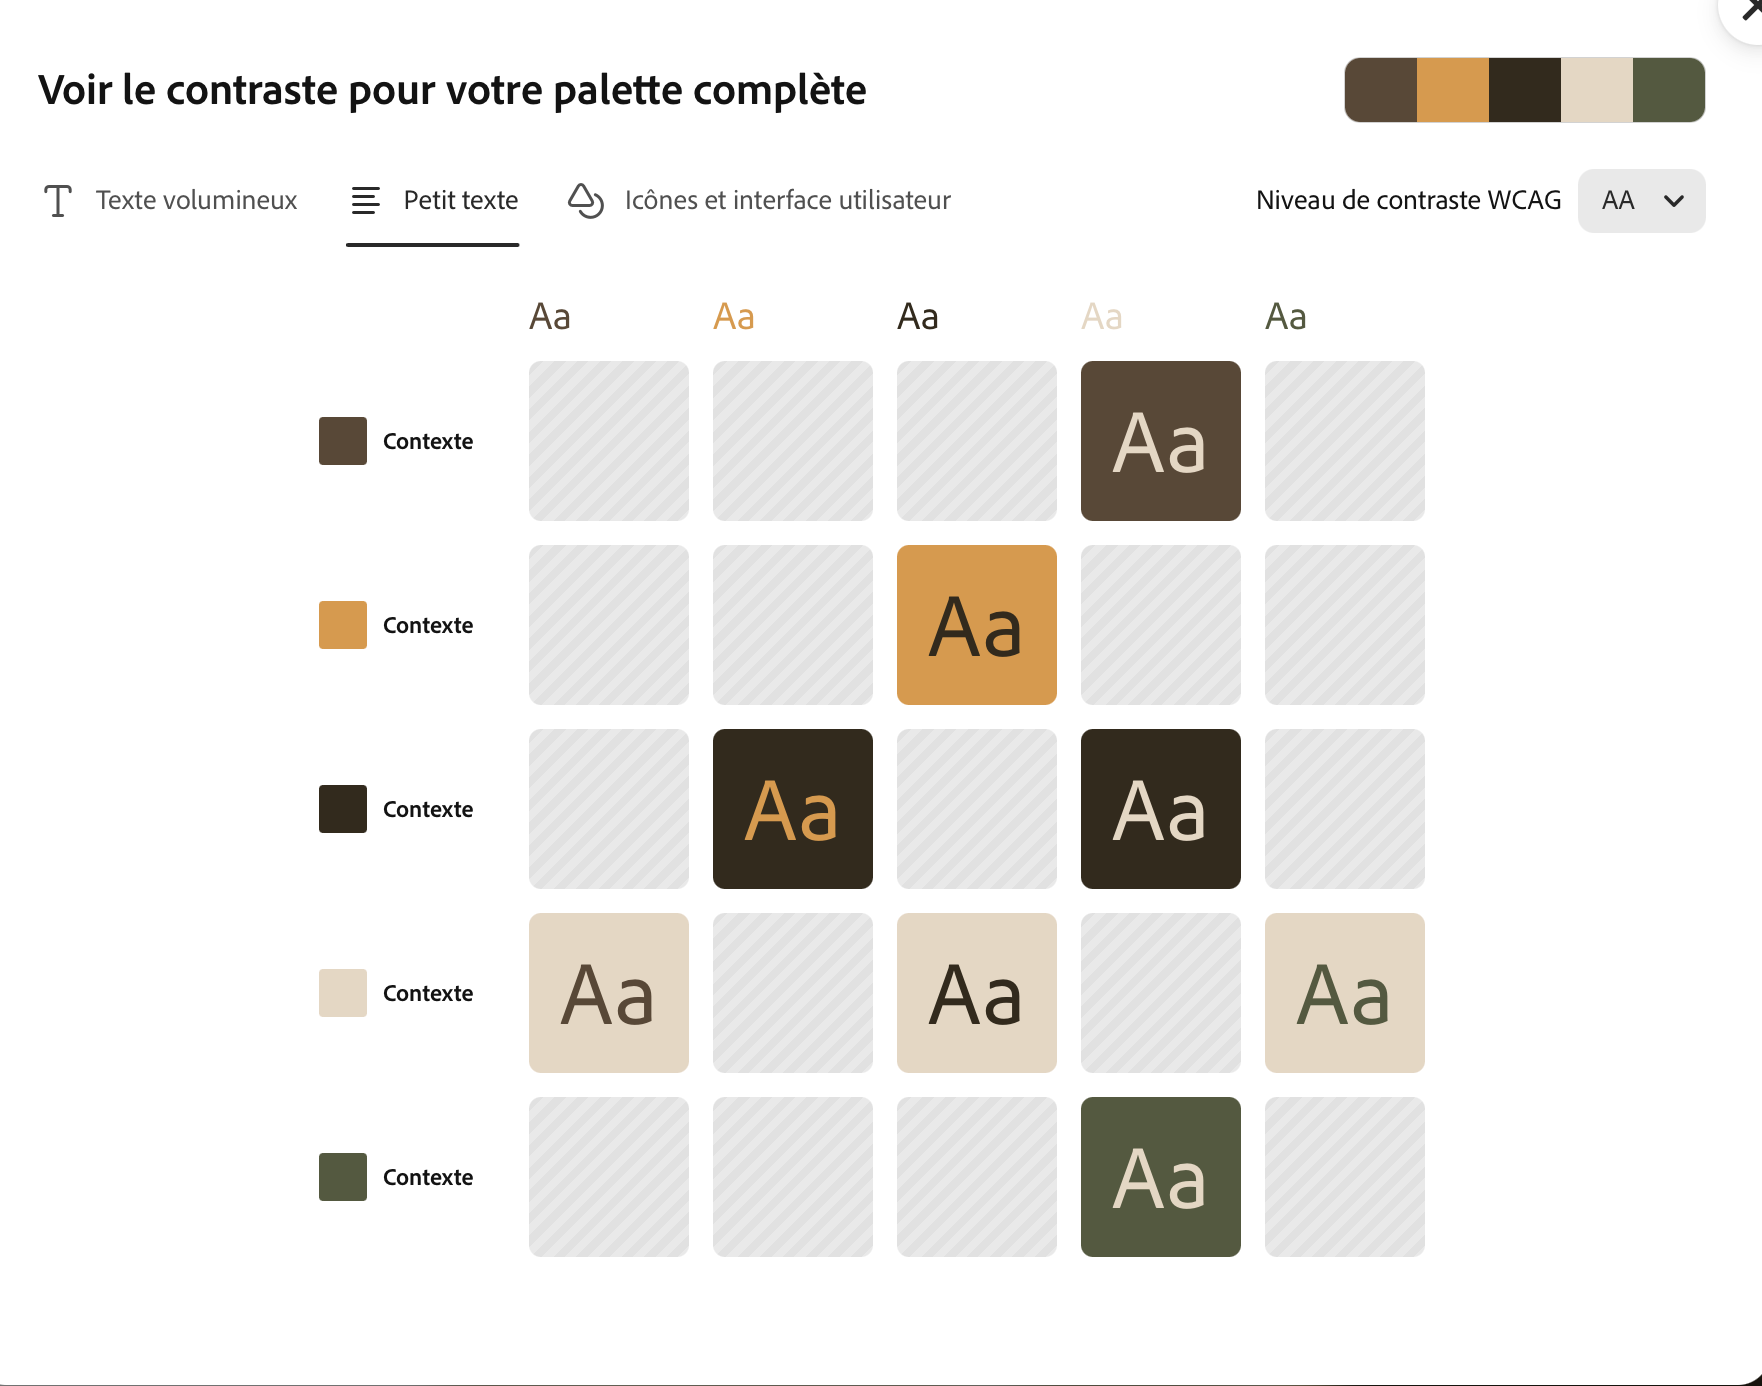 Voir le contraste pour votre palette complète
Texte volumineux
Petit texte
Icônes et interface utilisateur
Niveau de contraste WCAG
AA
Aa Aa Aa Aa Aa
Contexte
Aa
Contexte
Aa
Contexte
Aa Aa
Contexte
Aa Aa Aa
Contexte
Aa